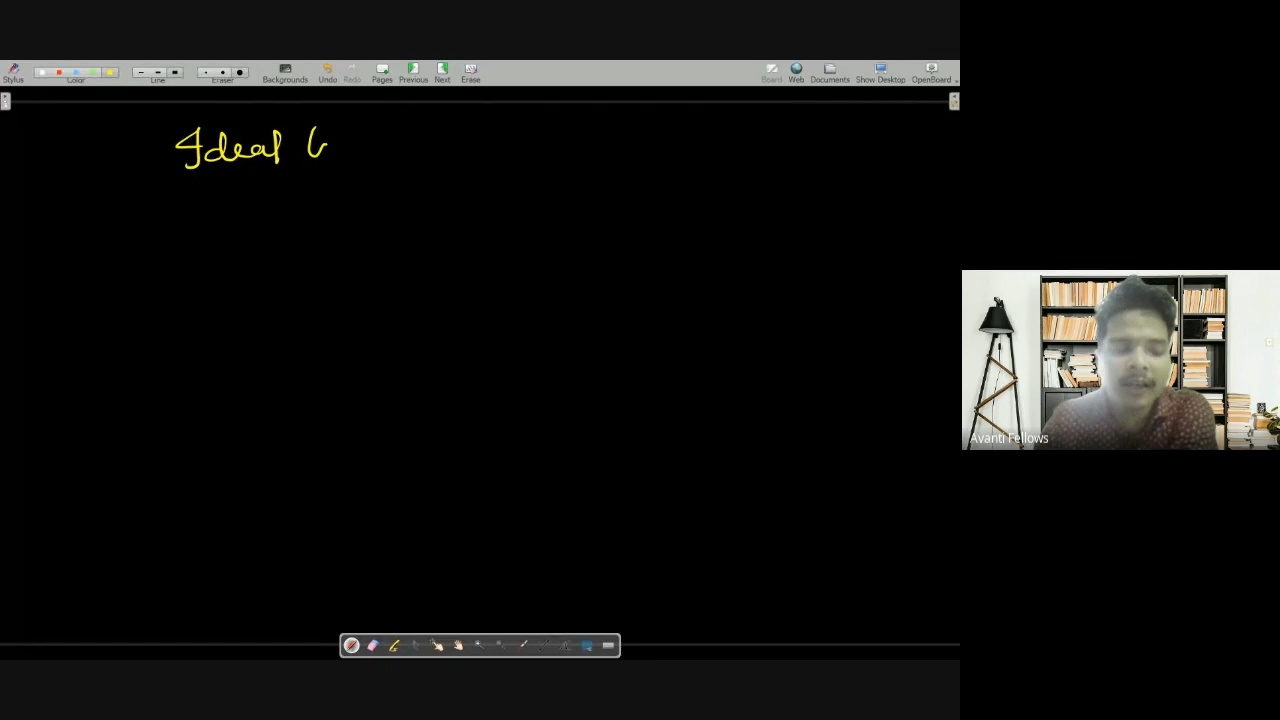 Stylus Color Line Eraser Backgrounds Undo Redo Pages Previous Next Erase Board Web Documents Show Desktop OpenBoard
Ideal G
Avanti Fellows